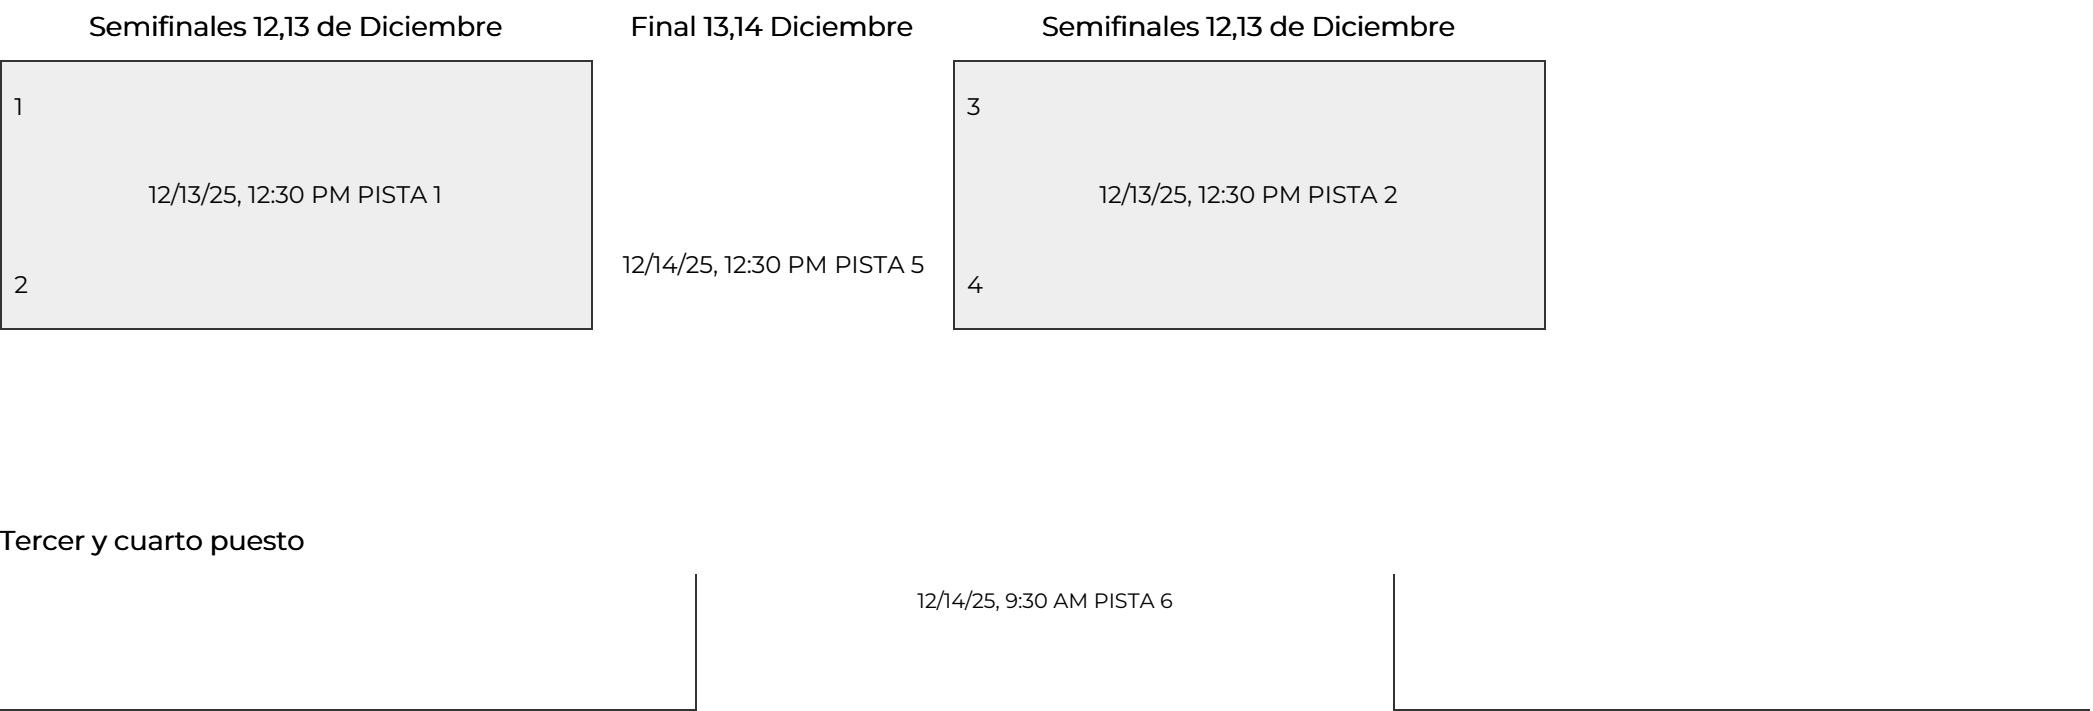 Semifinales 12,13 de Diciembre
Final 13,14 Diciembre
Semifinales 12,13 de Diciembre
1
12/13/25, 12:30 PM PISTA 1
2
12/14/25, 12:30 PM PISTA 5
3
12/13/25, 12:30 PM PISTA 2
4
Tercer y cuarto puesto
12/14/25, 9:30 AM PISTA 6